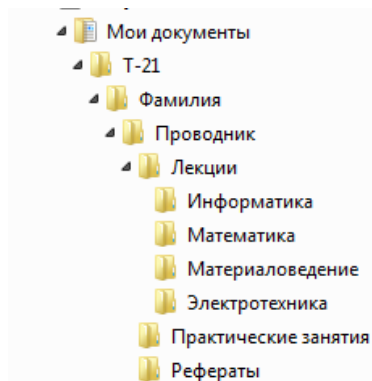 Мои документы
Т-21
Фамилия
Проводник
Лекции
Информатика
Математика
Материаловедение
Электротехника
Практические занятия
Рефераты